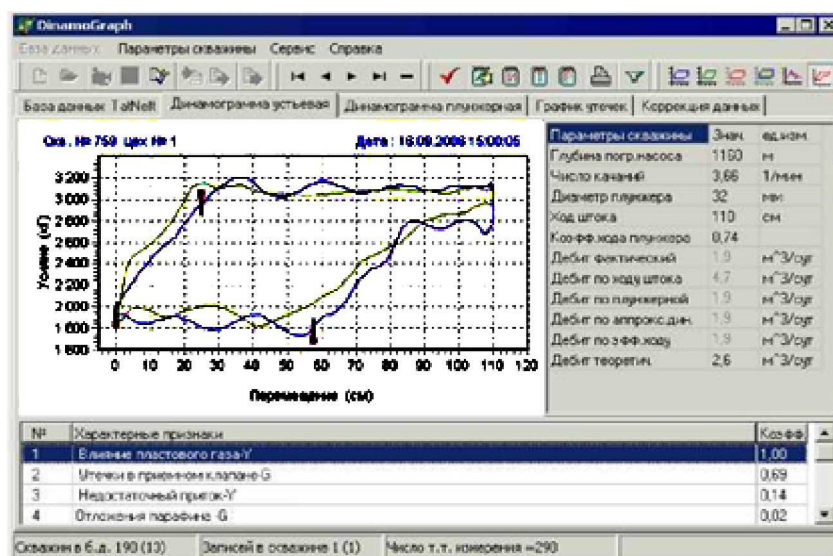 DinamoGraph
База данных Параметры скважины Сервис Справка
База данных TatNeft Динамограмма устьевая Динамограмма плунжерная График утечек Коррекция данных
Скв. № 759 цех № 1 Дата : 16.09.2006 15:00:05
Усилие (кГ)
3 200
3 000
2 800
2 600
2 400
2 200
2 000
1 800
1 600
0 10 20 30 40 50 60 70 80 90 100 110 120
Перемещение (см)
Параметры скважины Знач. ед.изм.
Глубина погр.насоса 1160 м
Число качаний 3,66 1/мин
Диаметр плунжера 32 мм
Ход штока 110 см
Коэфф.хода плунжера 0,74
Дебит фактический 1,9 м^3/сут
Дебит по ходу штока 4,7 м^3/сут
Дебит по плунжерной 1,9 м^3/сут
Дебит по аппрокс.дин. 1,9 м^3/сут
Дебит по эфф.ходу 1,9 м^3/сут
Дебит теоретич. 2,6 м^3/сут
№ Характерные признаки Коэфф.
1 Влияние пластового газа-Y 1,00
2 Утечки в приемном клапане-G 0,69
3 Недостаточный приток-Y 0,14
4 Отложения парафина -G 0,02
Скважин в б.д. 190 (13) Записей в скважине 1 (1) Число т.т. измерения =290